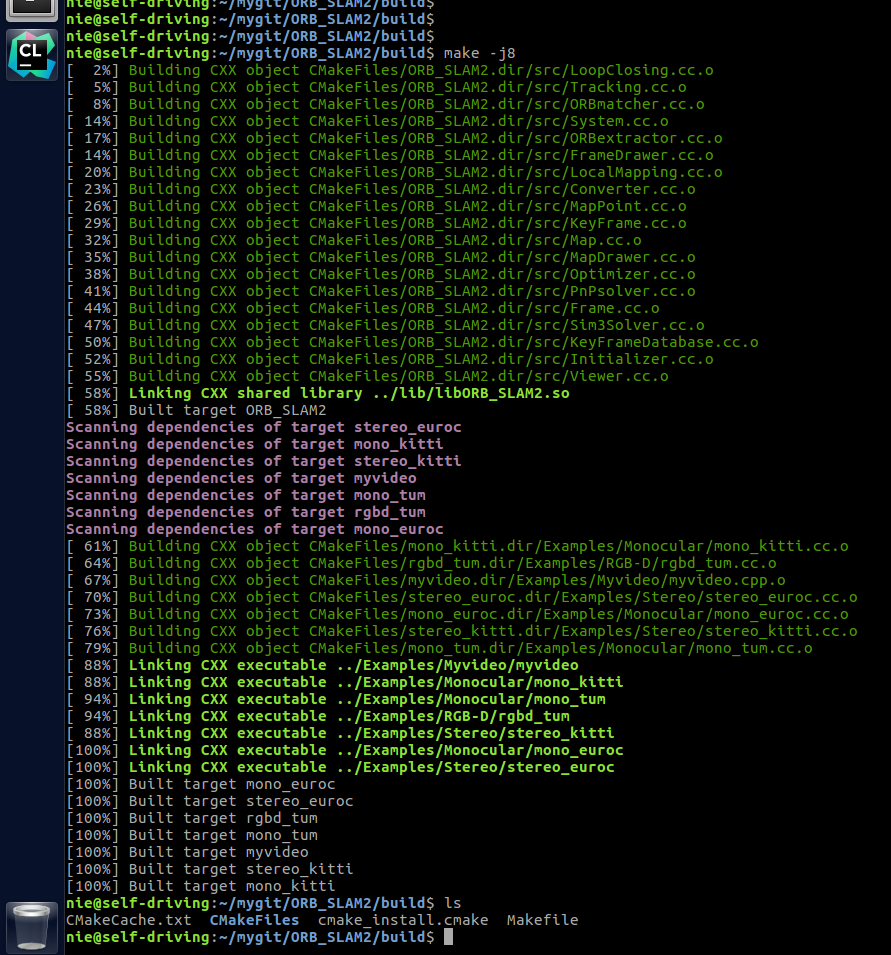 nie@self-driving:~/mygit/ORB_SLAM2/build$
nie@self-driving:~/mygit/ORB_SLAM2/build$
nie@self-driving:~/mygit/ORB_SLAM2/build$
nie@self-driving:~/mygit/ORB_SLAM2/build$ make -j8
CL
[  2%] Building CXX object CMakeFiles/ORB_SLAM2.dir/src/LoopClosing.cc.o
[  5%] Building CXX object CMakeFiles/ORB_SLAM2.dir/src/Tracking.cc.o
[  8%] Building CXX object CMakeFiles/ORB_SLAM2.dir/src/ORBmatcher.cc.o
[ 14%] Building CXX object CMakeFiles/ORB_SLAM2.dir/src/System.cc.o
[ 17%] Building CXX object CMakeFiles/ORB_SLAM2.dir/src/ORBextractor.cc.o
[ 14%] Building CXX object CMakeFiles/ORB_SLAM2.dir/src/FrameDrawer.cc.o
[ 20%] Building CXX object CMakeFiles/ORB_SLAM2.dir/src/LocalMapping.cc.o
[ 23%] Building CXX object CMakeFiles/ORB_SLAM2.dir/src/Converter.cc.o
[ 26%] Building CXX object CMakeFiles/ORB_SLAM2.dir/src/MapPoint.cc.o
[ 29%] Building CXX object CMakeFiles/ORB_SLAM2.dir/src/KeyFrame.cc.o
[ 32%] Building CXX object CMakeFiles/ORB_SLAM2.dir/src/Map.cc.o
[ 35%] Building CXX object CMakeFiles/ORB_SLAM2.dir/src/MapDrawer.cc.o
[ 38%] Building CXX object CMakeFiles/ORB_SLAM2.dir/src/Optimizer.cc.o
[ 41%] Building CXX object CMakeFiles/ORB_SLAM2.dir/src/PnPsolver.cc.o
[ 44%] Building CXX object CMakeFiles/ORB_SLAM2.dir/src/Frame.cc.o
[ 47%] Building CXX object CMakeFiles/ORB_SLAM2.dir/src/Sim3Solver.cc.o
[ 50%] Building CXX object CMakeFiles/ORB_SLAM2.dir/src/KeyFrameDatabase.cc.o
[ 52%] Building CXX object CMakeFiles/ORB_SLAM2.dir/src/Initializer.cc.o
[ 55%] Building CXX object CMakeFiles/ORB_SLAM2.dir/src/Viewer.cc.o
[ 58%] Linking CXX shared library ../lib/libORB_SLAM2.so
[ 58%] Built target ORB_SLAM2
Scanning dependencies of target stereo_euroc
Scanning dependencies of target mono_kitti
Scanning dependencies of target stereo_kitti
Scanning dependencies of target myvideo
Scanning dependencies of target mono_tum
Scanning dependencies of target rgbd_tum
Scanning dependencies of target mono_euroc
[ 61%] Building CXX object CMakeFiles/mono_kitti.dir/Examples/Monocular/mono_kitti.cc.o
[ 64%] Building CXX object CMakeFiles/rgbd_tum.dir/Examples/RGB-D/rgbd_tum.cc.o
[ 67%] Building CXX object CMakeFiles/myvideo.dir/Examples/Myvideo/myvideo.cpp.o
[ 70%] Building CXX object CMakeFiles/stereo_euroc.dir/Examples/Stereo/stereo_euroc.cc.o
[ 73%] Building CXX object CMakeFiles/mono_euroc.dir/Examples/Monocular/mono_euroc.cc.o
[ 76%] Building CXX object CMakeFiles/stereo_kitti.dir/Examples/Stereo/stereo_kitti.cc.o
[ 79%] Building CXX object CMakeFiles/mono_tum.dir/Examples/Monocular/mono_tum.cc.o
[ 88%] Linking CXX executable ../Examples/Myvideo/myvideo
[ 88%] Linking CXX executable ../Examples/Monocular/mono_kitti
[ 94%] Linking CXX executable ../Examples/Monocular/mono_tum
[ 94%] Linking CXX executable ../Examples/RGB-D/rgbd_tum
[ 88%] Linking CXX executable ../Examples/Stereo/stereo_kitti
[100%] Linking CXX executable ../Examples/Monocular/mono_euroc
[100%] Linking CXX executable ../Examples/Stereo/stereo_euroc
[100%] Built target mono_euroc
[100%] Built target stereo_euroc
[100%] Built target rgbd_tum
[100%] Built target mono_tum
[100%] Built target myvideo
[100%] Built target stereo_kitti
[100%] Built target mono_kitti
nie@self-driving:~/mygit/ORB_SLAM2/build$ ls
CMakeCache.txt  CMakeFiles  cmake_install.cmake  Makefile
nie@self-driving:~/mygit/ORB_SLAM2/build$